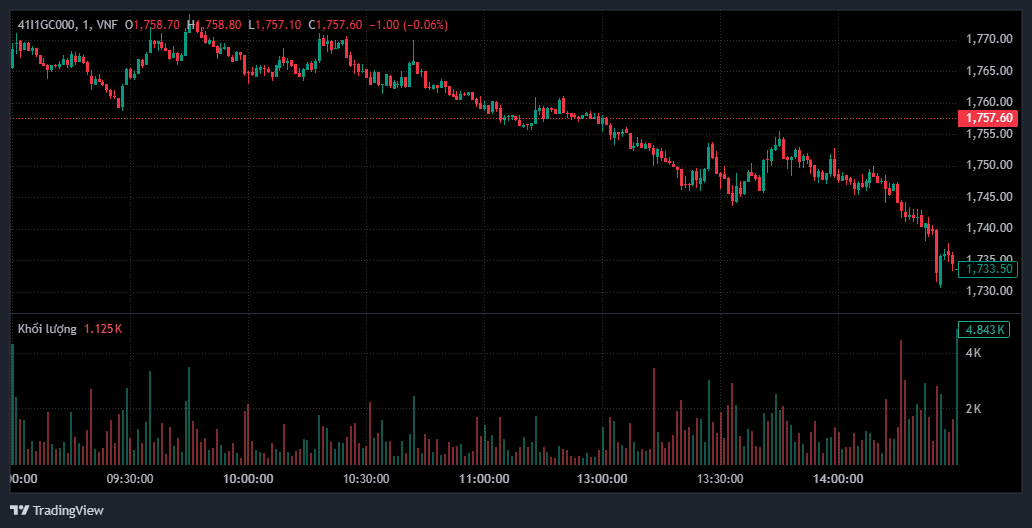 41I1GC000, 1, VNF O1,758.70 H1,758.80 L1,757.10 C1,757.60 −1.00 (−0.06%)
1,770.00
1,765.00
1,760.00
1,757.60
1,755.00
1,750.00
1,745.00
1,740.00
1,735.00
1,733.50
1,730.00
Khối lượng 1.125K
4.843K
4K
2K
00:00 09:30:00 10:00:00 10:30:00 11:00:00 13:00:00 13:30:00 14:00:00
TradingView